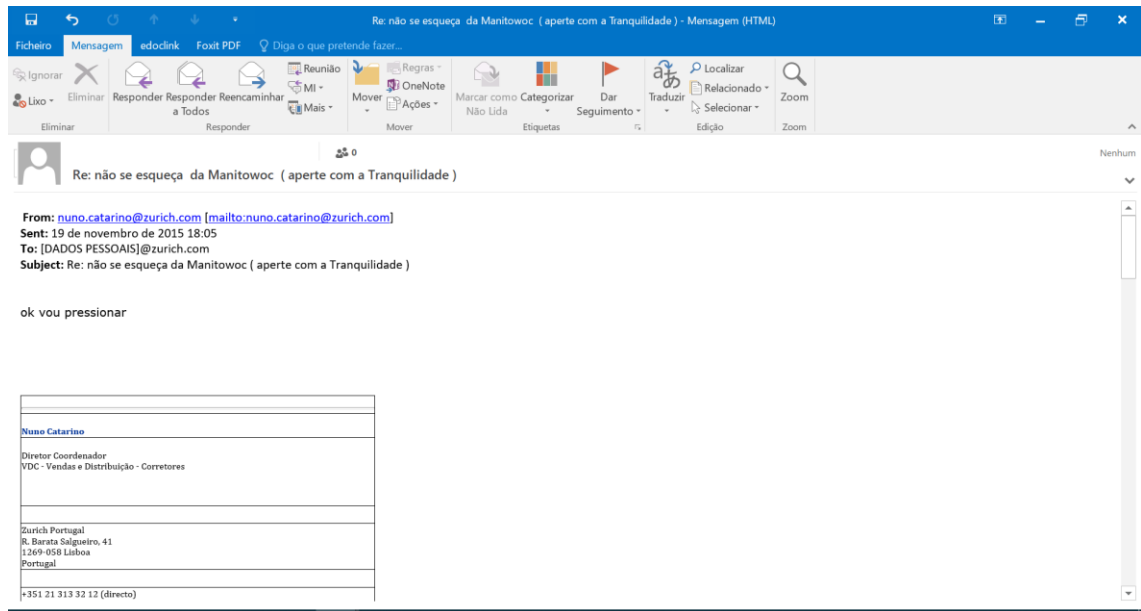 Re: não se esqueça da Manitowoc ( aperte com a Tranquilidade ) - Mensagem (HTML)
Ficheiro Mensagem edoclink Foxit PDF Diga o que pretende fazer...
Ignorar
Lixo
Eliminar
Responder
Responder a Todos
Reencaminhar
Reunião
MI
Mais
Mover
Regras
OneNote
Ações
Marcar como Não Lida
Categorizar
Dar Seguimento
Traduzir
Localizar
Relacionado
Selecionar
Zoom
Eliminar Responder Mover Etiquetas Edição Zoom
0
Nenhum
Re: não se esqueça da Manitowoc ( aperte com a Tranquilidade )
From: nuno.catarino@zurich.com [mailto:nuno.catarino@zurich.com]
Sent: 19 de novembro de 2015 18:05
To: [DADOS PESSOAIS]@zurich.com
Subject: Re: não se esqueça da Manitowoc ( aperte com a Tranquilidade )
ok vou pressionar
Nuno Catarino
Diretor Coordenador
VDC - Vendas e Distribuição - Corretores
Zurich Portugal
R. Barata Salgueiro, 41
1269-058 Lisboa
Portugal
+351 21 313 32 12 (directo)